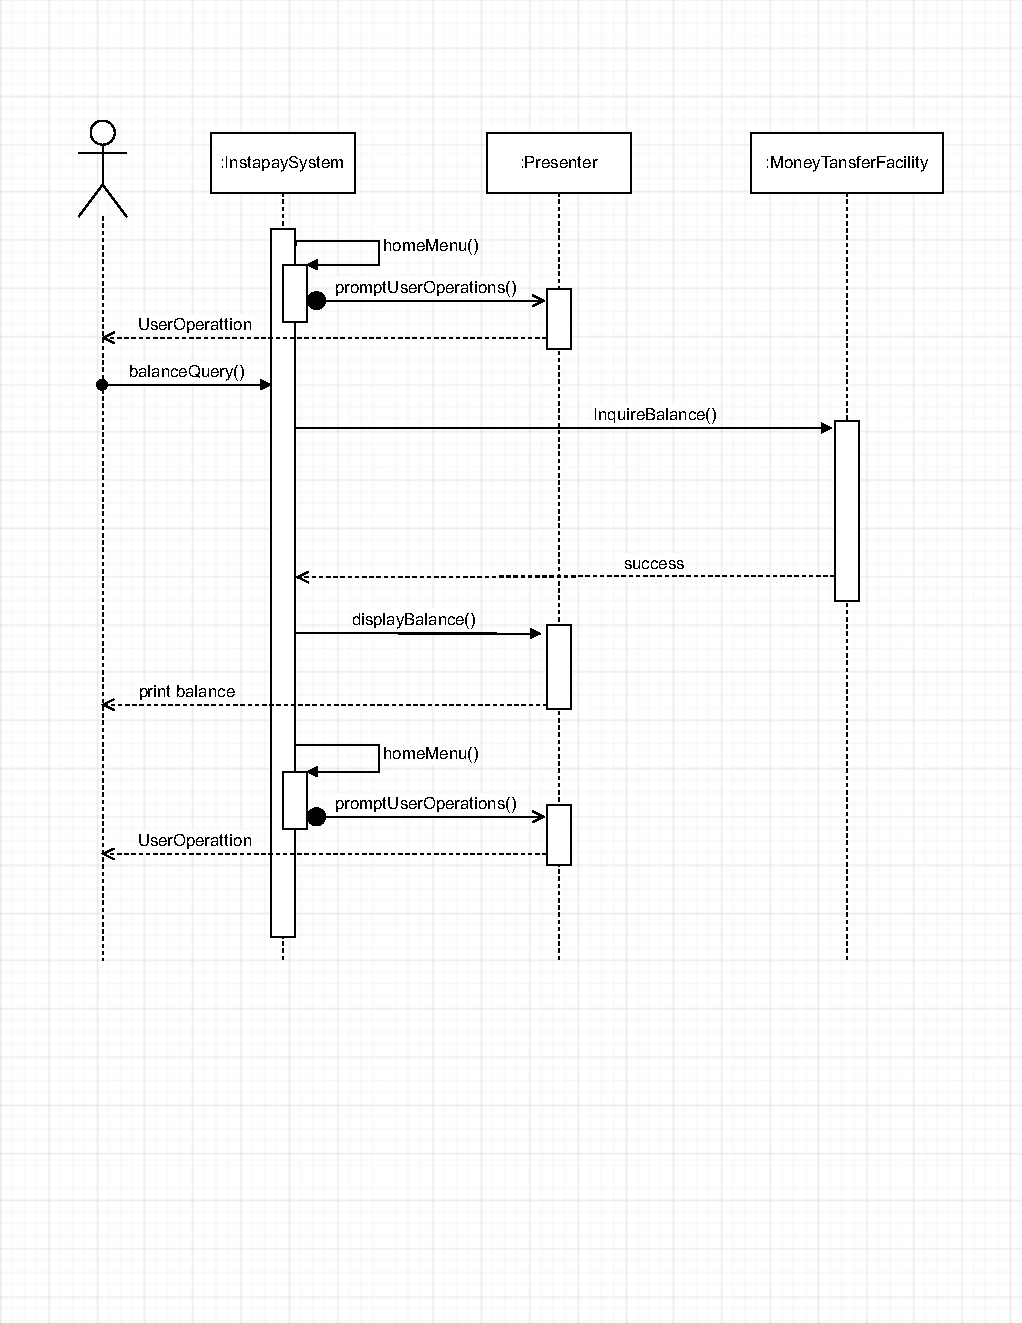 :InstapaySystem
:Presenter
:MoneyTansferFacility
homeMenu()
promptUserOperations()
UserOperattion
balanceQuery()
InquireBalance()
success
displayBalance()
print balance
homeMenu()
promptUserOperations()
UserOperattion